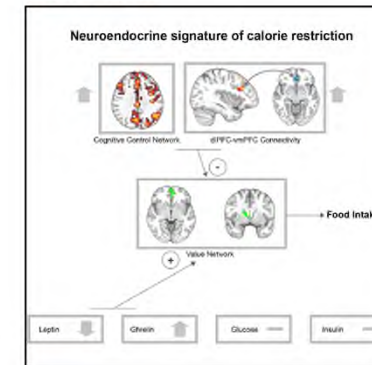 Neuroendocrine signature of calorie restriction
Cognitive Control Network
dlPFC-vmPFC Connectivity
-
Food Intak
+
Value Network
Leptin
Ghrelin
Glucose
Insulin